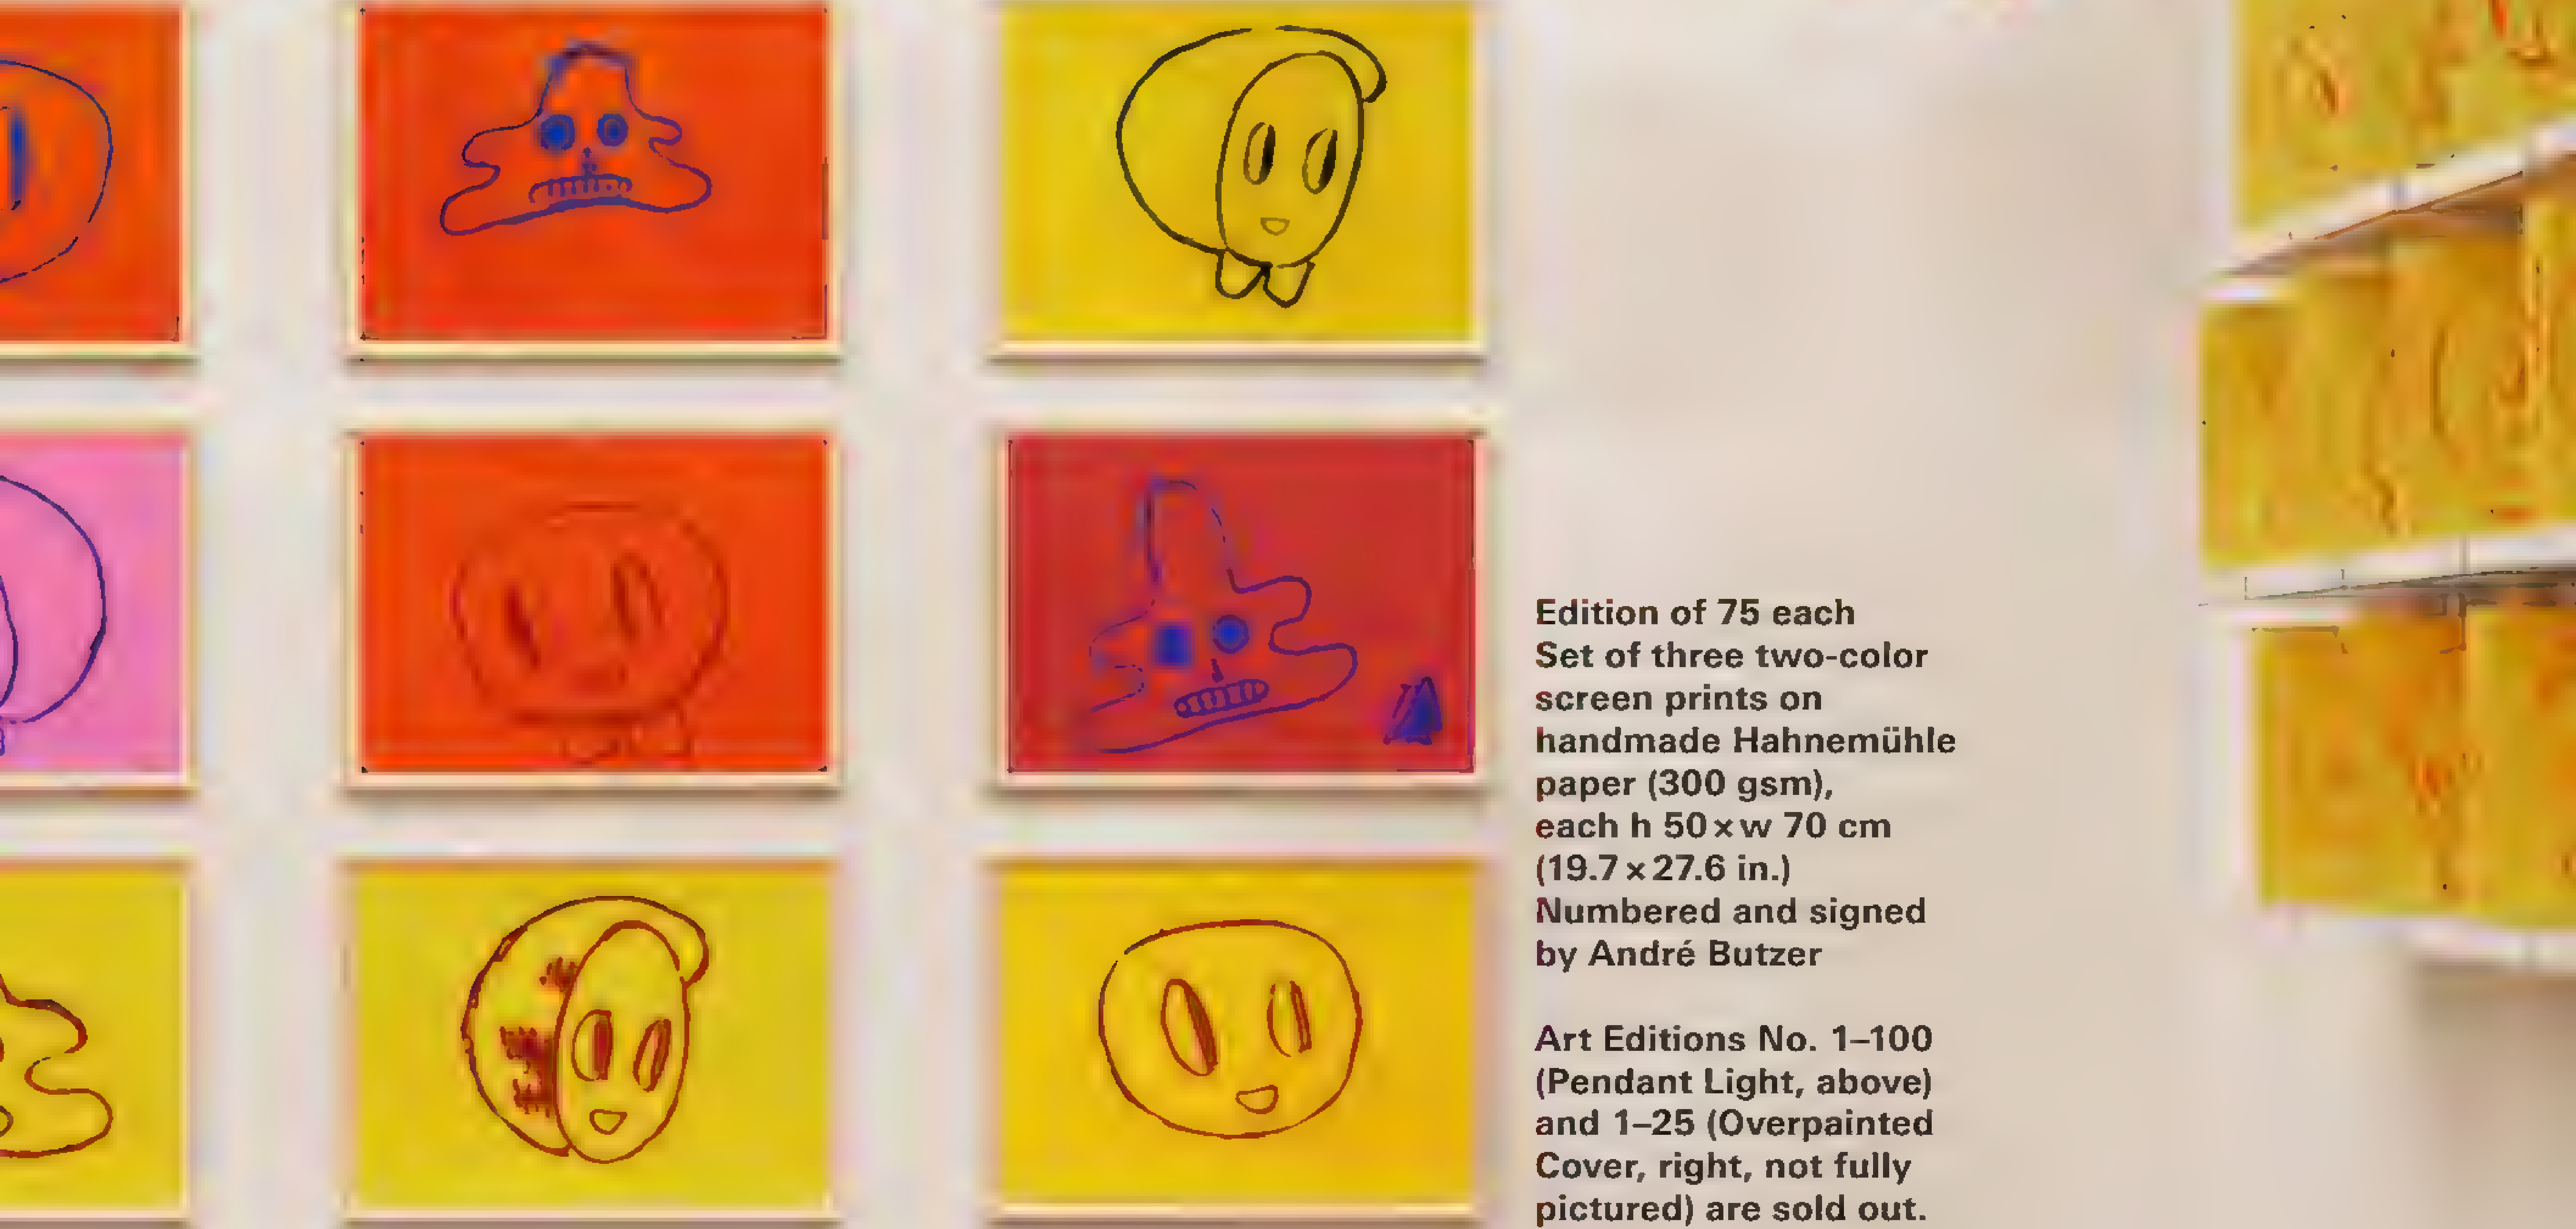 Edition of 75 each
Set of three two-color
screen prints on
handmade Hahnemühle
paper (300 gsm),
each h 50 × w 70 cm
(19.7 × 27.6 in.)
Numbered and signed
by André Butzer

Art Editions No. 1–100
(Pendant Light, above)
and 1–25 (Overpainted
Cover, right, not fully
pictured) are sold out.